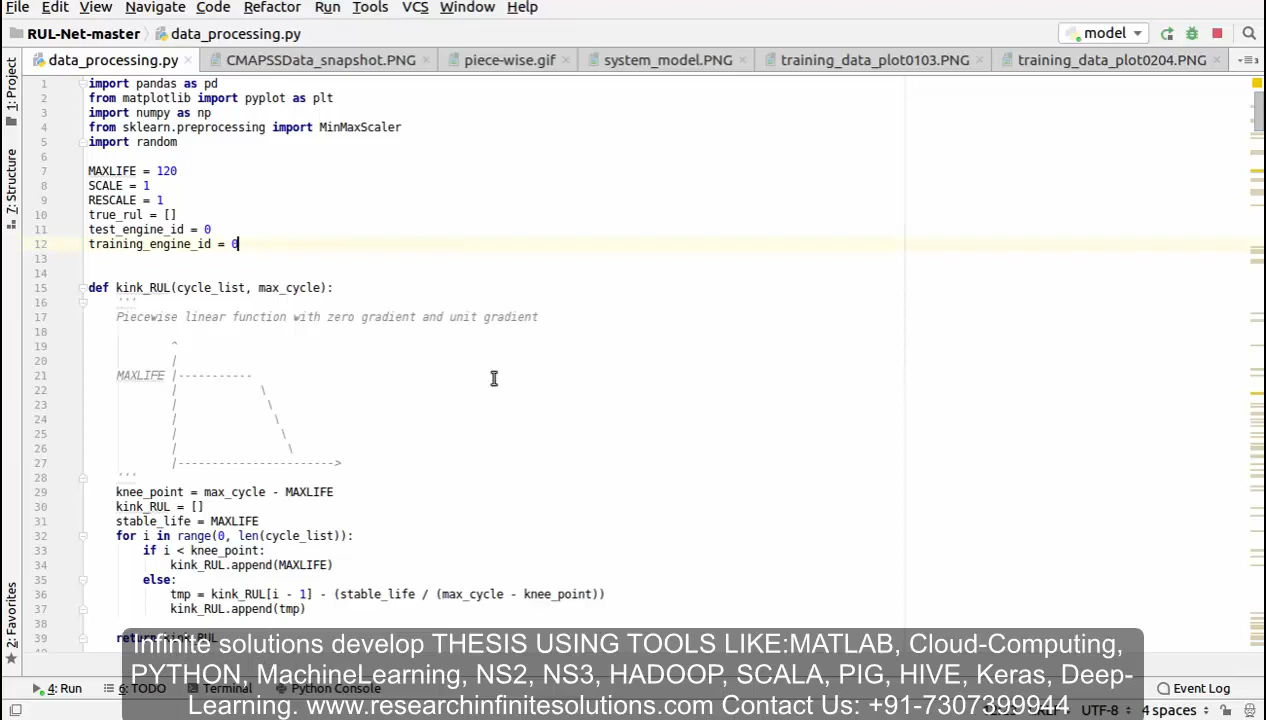 File Edit View Navigate Code Refactor Run Tools VCS Window Help
RUL-Net-master data_processing.py model
data_processing.py CMAPSSData_snapshot.PNG piece-wise.gif system_model.PNG training_data_plot0103.PNG training_data_plot0204.PNG
1: Project
7: Structure
2: Favorites
1 import pandas as pd
2 from matplotlib import pyplot as plt
3 import numpy as np
4 from sklearn.preprocessing import MinMaxScaler
5 import random
6
7 MAXLIFE = 120
8 SCALE = 1
9 RESCALE = 1
10 true_rul = []
11 test_engine_id = 0
12 training_engine_id = 0
13
14
15 def kink_RUL(cycle_list, max_cycle):
16 '''
17 Piecewise linear function with zero gradient and unit gradient
18
19 ^
20 |
21 MAXLIFE |-----------
22 | \
23 | \
24 | \
25 | \
26 | \
27 |----------------------->
28 '''
29 knee_point = max_cycle - MAXLIFE
30 kink_RUL = []
31 stable_life = MAXLIFE
32 for i in range(0, len(cycle_list)):
33 if i < knee_point:
34 kink_RUL.append(MAXLIFE)
35 else:
36 tmp = kink_RUL[i - 1] - (stable_life / (max_cycle - knee_point))
37 kink_RUL.append(tmp)
38
39 return kink_RUL
Infinite solutions develop THESIS USING TOOLS LIKE:MATLAB, Cloud-Computing,
PYTHON, MachineLearning, NS2, NS3, HADOOP, SCALA, PIG, HIVE, Keras, Deep-
Learning. www.researchinfinitesolutions.com Contact Us: +91-7307399944
4: Run 6: TODO Terminal Python Console Event Log
UTF-8 4 spaces